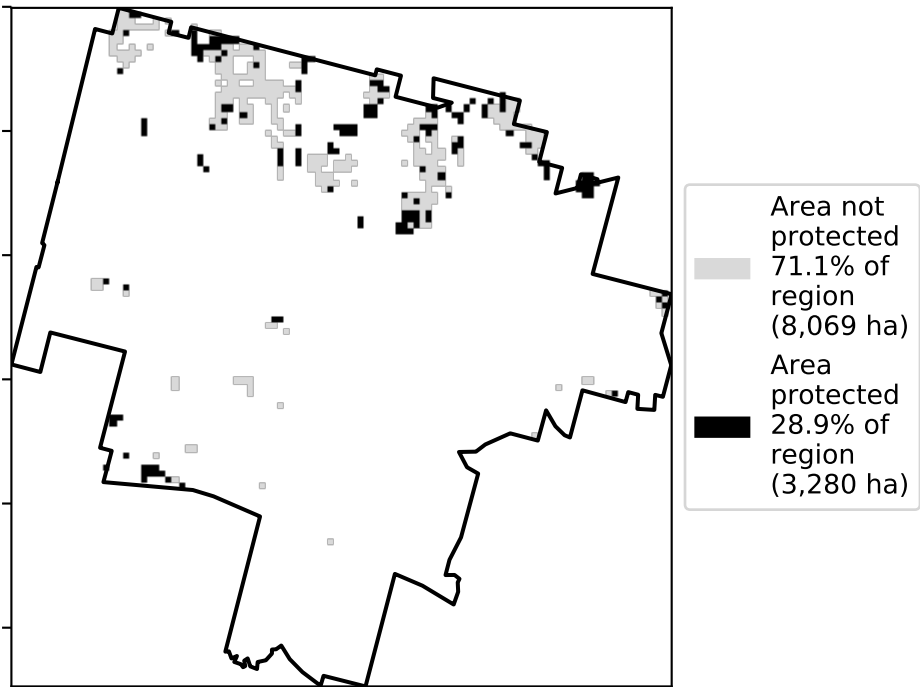 Area not
protected
71.1% of
region
(8,069 ha)
Area
protected
28.9% of
region
(3,280 ha)